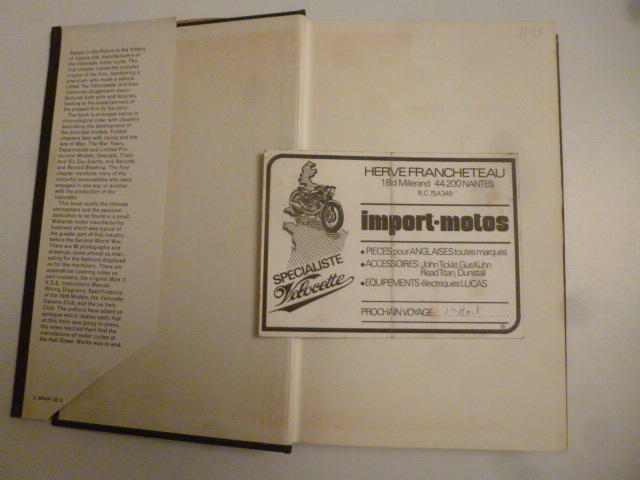 Always in the Picture is the history
of Veloce Ltd, manufacturers of
the Velocette motor cycle. The
first chapter traces the complex
origins of the firm, mentioning a
precursor who made a vehicle
called 'the Velocipede' and how
Johannes Gutgemann manu-
factured both pills and bicycles,
leading to the establishment of
the present firm by his sons.
The book is arranged mainly in
chronological order with chapters
describing the development of
the principal models. Further
chapters deal with racing and the
Isle of Man, The War Years,
Experimental and Limited Pro-
duction Models, Specials, Trials
and Six Day Events, and Records
and Record Breaking. The final
chapter mentions many of the
colourful personalities who were
engaged in one way or another
with the production of the
Velocette.
This book recalls the intimate
atmosphere and the personal
dedication to be found in a small
Midlands motor manufacturing
business which was typical of
the greater part of that industry
before the Second World War.
There are 80 photographs and
drawings, some almost as inter-
esting for the fashions displayed
as for the machinery. There are
appendices covering notes on
part numbers, the original Mark II
K.S.S. Instructions Manual,
Wiring Diagrams, Specifications
of the 1939 Models, the Velocette
Owners Club, and the Le Velo
Club. The authors have added an
epilogue which relates sadly that
as this book was going to press,
the news reached them that the
manufacture of motor cycles at
the Hall Green Works was to end.
HERVE FRANCHETEAU
1 Bld Millerand 44 200 NANTES
R.C. 75A349
import-motos
SPECIALISTE
Velocette
• PIECES pour ANGLAISES toutes marques
• ACCESSOIRES: John Tickle, Gus Kuhn
Read Titan, Dunstall
• EQUIPEMENTS électriques LUCAS
PROCHAIN VOYAGE